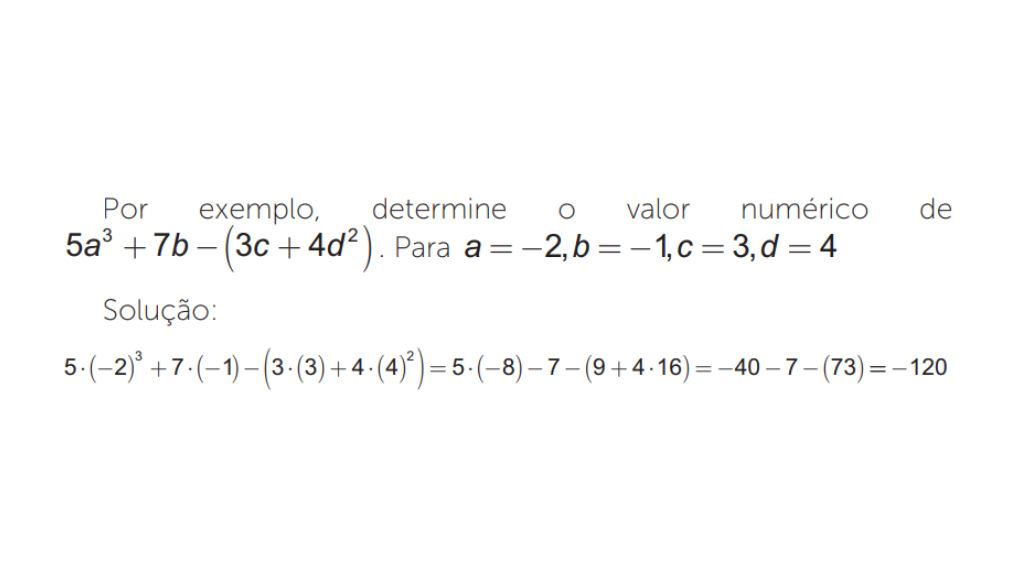 Por exemplo, determine o valor numérico de
5a³ + 7b − (3c + 4d²). Para a = −2, b = −1, c = 3, d = 4
Solução:
5·(−2)³ + 7·(−1) − (3·(3) + 4·(4)²) = 5·(−8) − 7 − (9 + 4·16) = −40 − 7 − (73) = −120